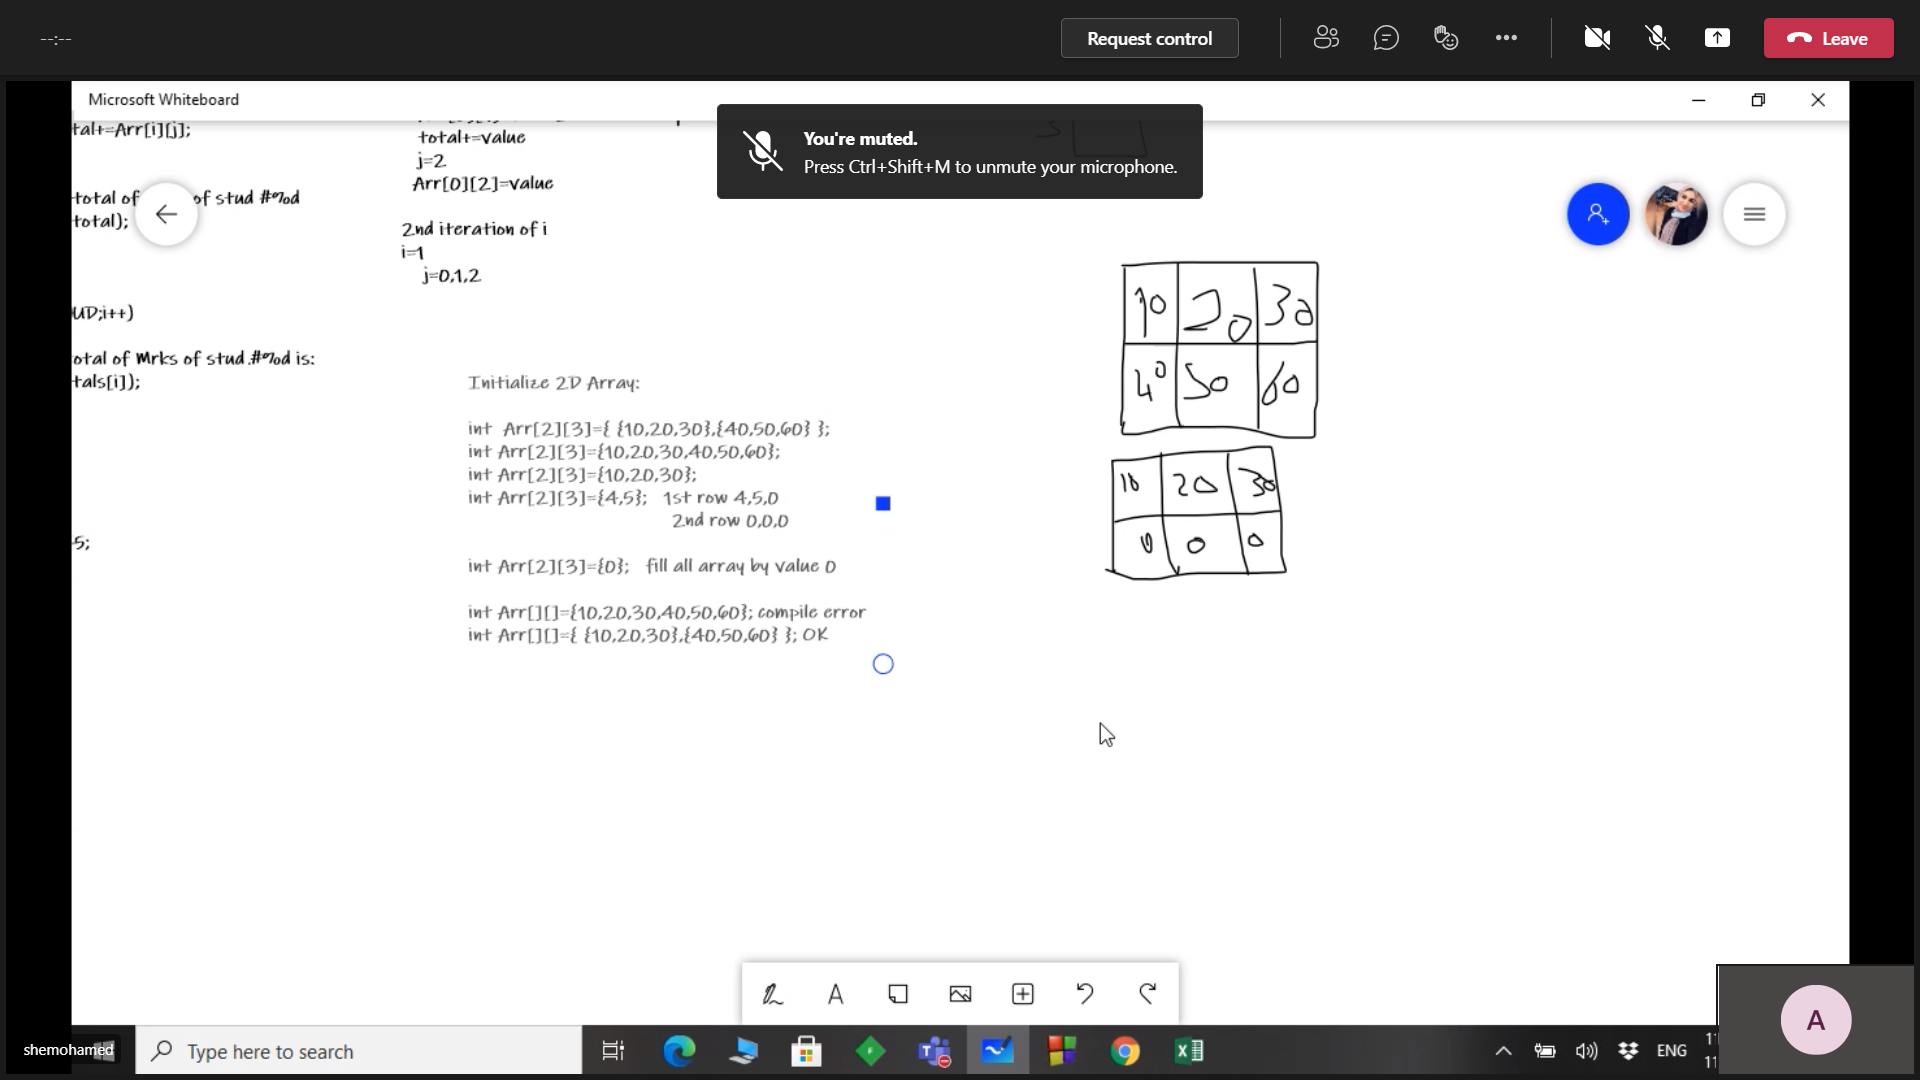 --:--
Request control
Leave
Microsoft Whiteboard
You're muted.
Press Ctrl+Shift+M to unmute your microphone.
tal+=Arr[i][j];
total of
of stud #%d
total);
UD;i++)
otal of Mrks of stud.#%d is:
tals[i]);
5;
total+=value
j=2
Arr[0][2]=value
2nd iteration of i
i=1
j=0,1,2
Initialize 2D Array:
int Arr[2][3]={ {10,20,30},{40,50,60} };
int Arr[2][3]={10,20,30,40,50,60};
int Arr[2][3]={10,20,30};
int Arr[2][3]={4,5}; 1st row 4,5,0
2nd row 0,0,0
int Arr[2][3]={0}; fill all array by value 0
int Arr[][]={10,20,30,40,50,60}; compile error
int Arr[][]={ {10,20,30},{40,50,60} }; OK
10 20 30
40 50 60
10 20 30
0 0 0
A
shemohamed
Type here to search
ENG
11
11
A